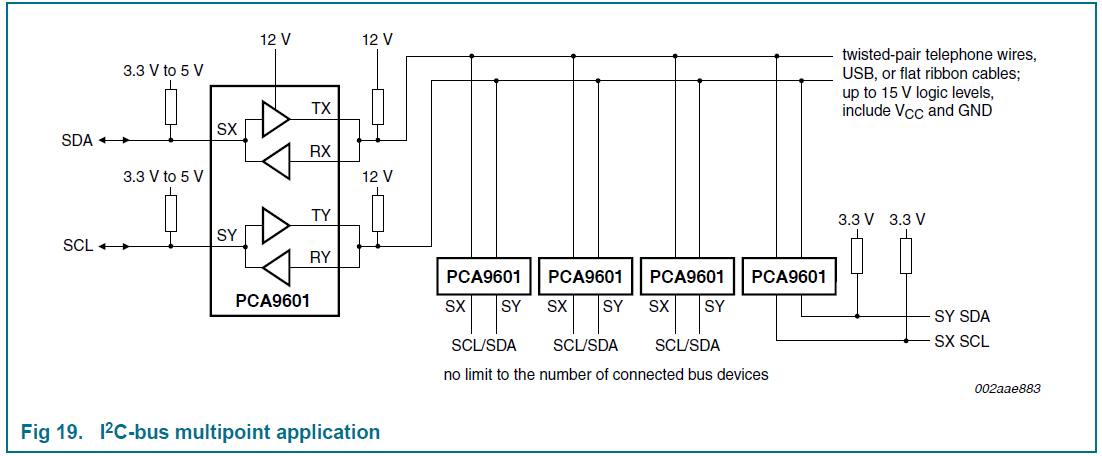 12 V
12 V
3.3 V to 5 V
twisted-pair telephone wires,
USB, or flat ribbon cables;
up to 15 V logic levels,
include VCC and GND
TX
SX
SDA
RX
3.3 V to 5 V
12 V
TY
SY
SCL
RY
3.3 V 3.3 V
PCA9601
PCA9601 PCA9601 PCA9601 PCA9601
SX SY SX SY SX SY
SY SDA
SX SCL
SCL/SDA SCL/SDA SCL/SDA
no limit to the number of connected bus devices
002aae883
Fig 19. I²C-bus multipoint application